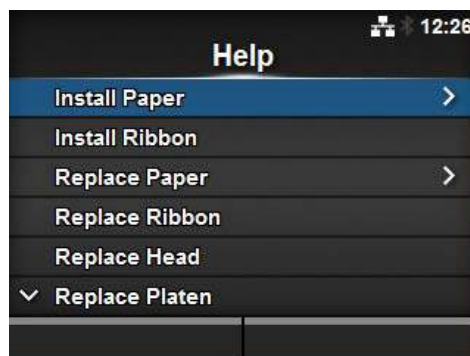 12:26
Help
Install Paper
Install Ribbon
Replace Paper
Replace Ribbon
Replace Head
Replace Platen